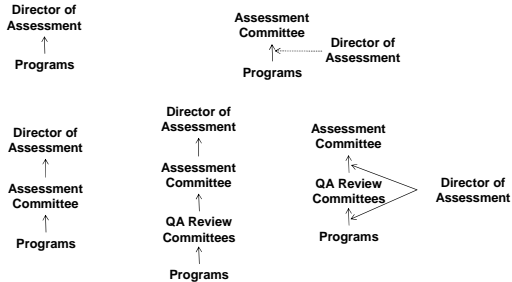 Director of
Assessment
Programs
Assessment
Committee
Director of
Assessment
Programs
Director of
Assessment
Assessment
Committee
Programs
Director of
Assessment
Assessment
Committee
QA Review
Committees
Programs
Assessment
Committee
QA Review
Committees
Programs
Director of
Assessment